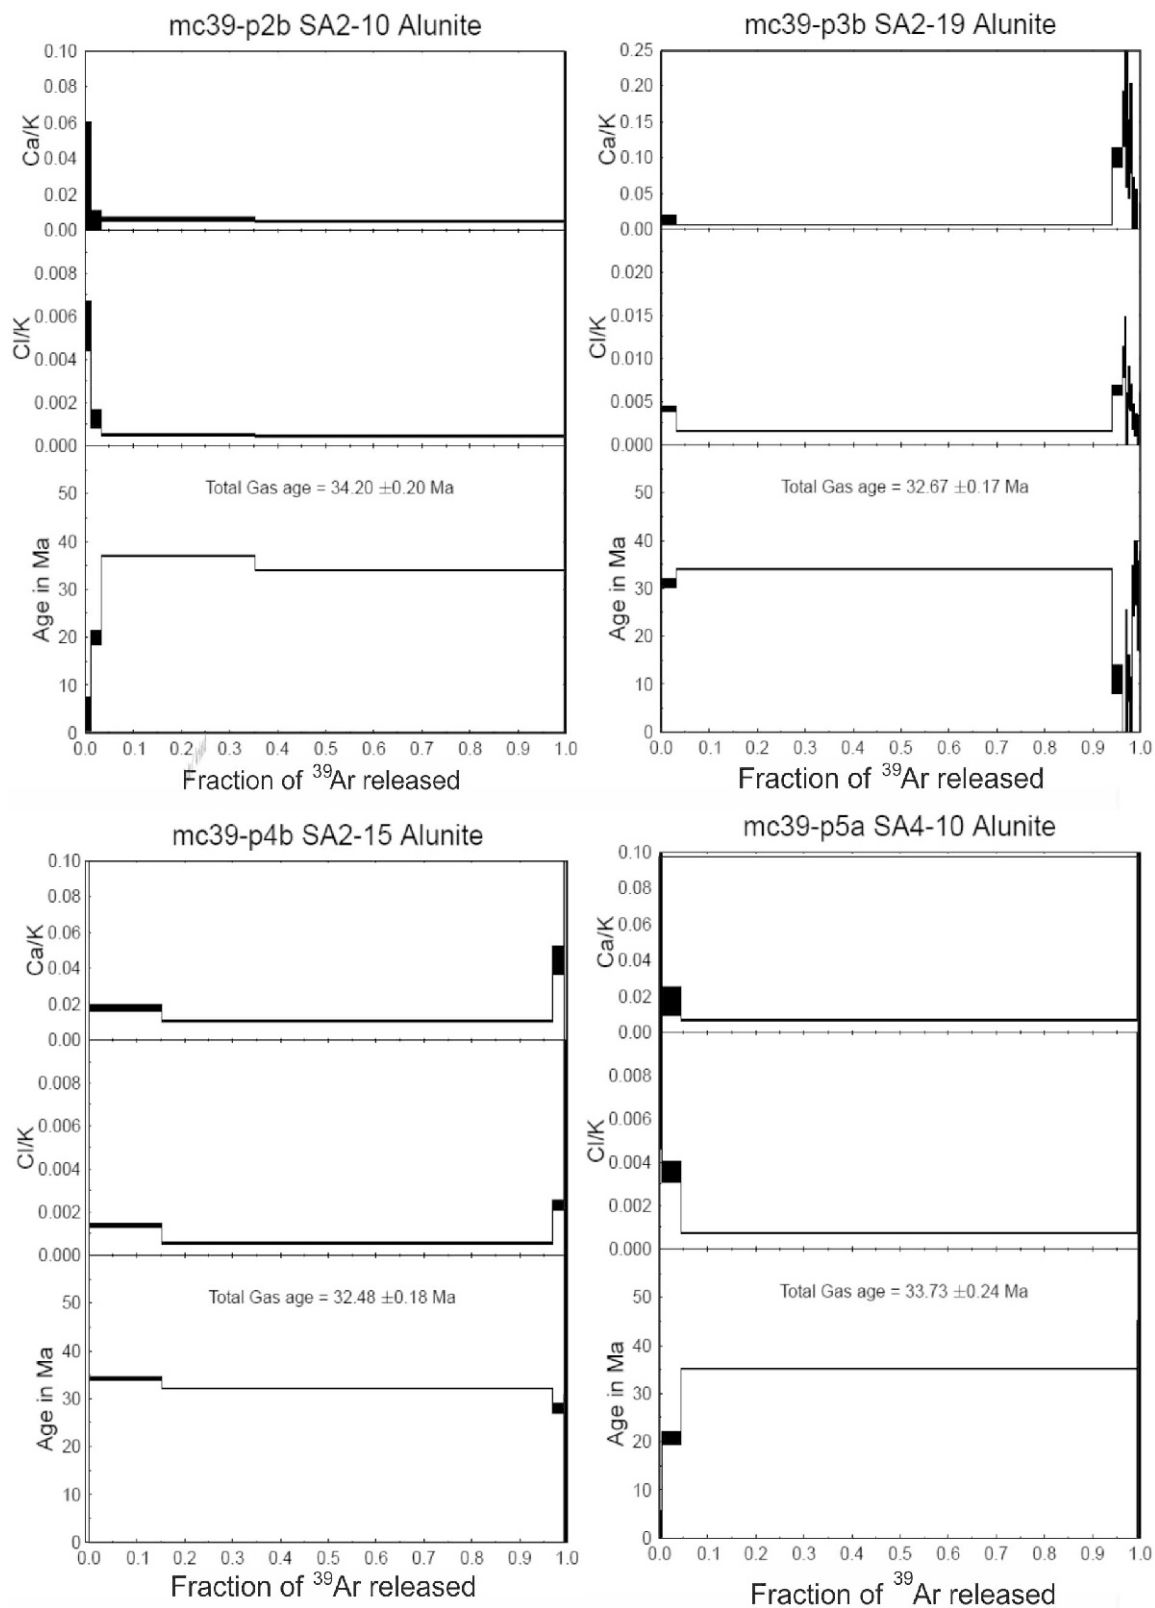 mc39-p2b SA2-10 Alunite
0.10
0.08
0.06
0.04
0.02
0.00
Ca/K
0.008
0.006
0.004
0.002
0.000
Cl/K
Total Gas age = 34.20 ±0.20 Ma
50
40
30
20
10
0
Age in Ma
0.0 0.1 0.2 0.3 0.4 0.5 0.6 0.7 0.8 0.9 1.0
Fraction of ³⁹Ar released
mc39-p3b SA2-19 Alunite
0.25
0.20
0.15
0.10
0.05
0.00
Ca/K
0.020
0.015
0.010
0.005
0.000
Cl/K
Total Gas age = 32.67 ±0.17 Ma
50
40
30
20
10
0
Age in Ma
0.0 0.1 0.2 0.3 0.4 0.5 0.6 0.7 0.8 0.9 1.0
Fraction of ³⁹Ar released
mc39-p4b SA2-15 Alunite
0.10
0.08
0.06
0.04
0.02
0.00
Ca/K
0.008
0.006
0.004
0.002
0.000
Cl/K
Total Gas age = 32.48 ±0.18 Ma
50
40
30
20
10
0
Age in Ma
0.0 0.1 0.2 0.3 0.4 0.5 0.6 0.7 0.8 0.9 1.0
Fraction of ³⁹Ar released
mc39-p5a SA4-10 Alunite
0.10
0.08
0.06
0.04
0.02
0.00
Ca/K
0.008
0.006
0.004
0.002
0.000
Cl/K
Total Gas age = 33.73 ±0.24 Ma
50
40
30
20
10
0
Age in Ma
0.0 0.1 0.2 0.3 0.4 0.5 0.6 0.7 0.8 0.9 1.0
Fraction of ³⁹Ar released